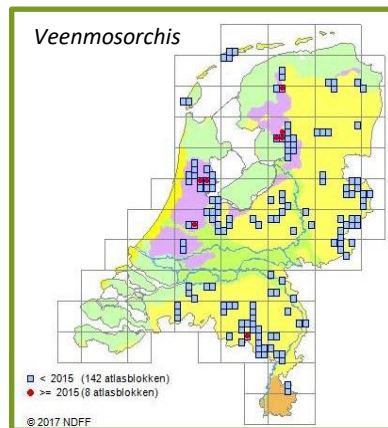 Veenmosorchis
< 2015 (142 atlasblokken)
>= 2015 (8 atlasblokken)
© 2017 NDFF